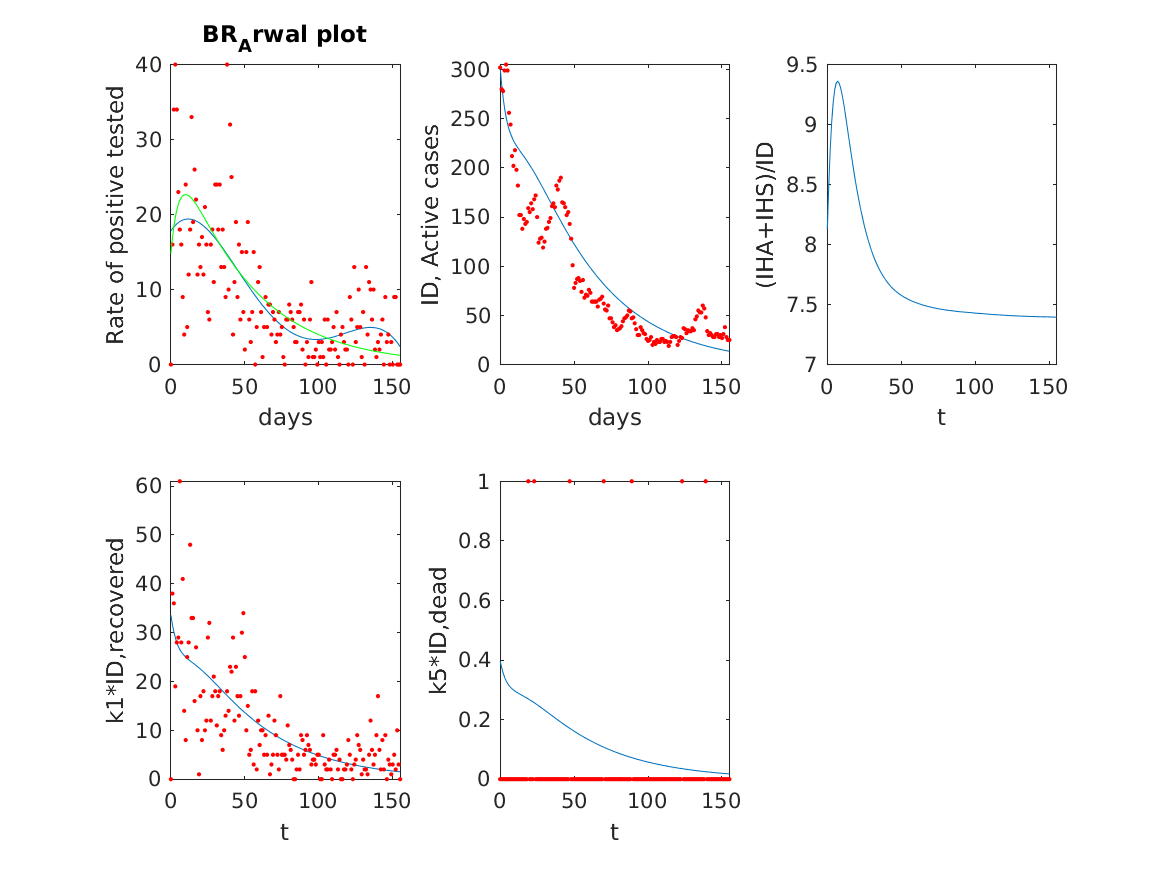 BR_Arwal plot
40
30
20
10
0
0 50 100 150
Rate of positive tested
days
300
250
200
150
100
50
0
0 50 100 150
ID, Active cases
days
9.5
9
8.5
8
7.5
7
0 50 100 150
(IHA+IHS)/ID
t
60
50
40
30
20
10
0
0 50 100 150
k1*ID,recovered
t
1
0.8
0.6
0.4
0.2
0
0 50 100 150
k5*ID,dead
t